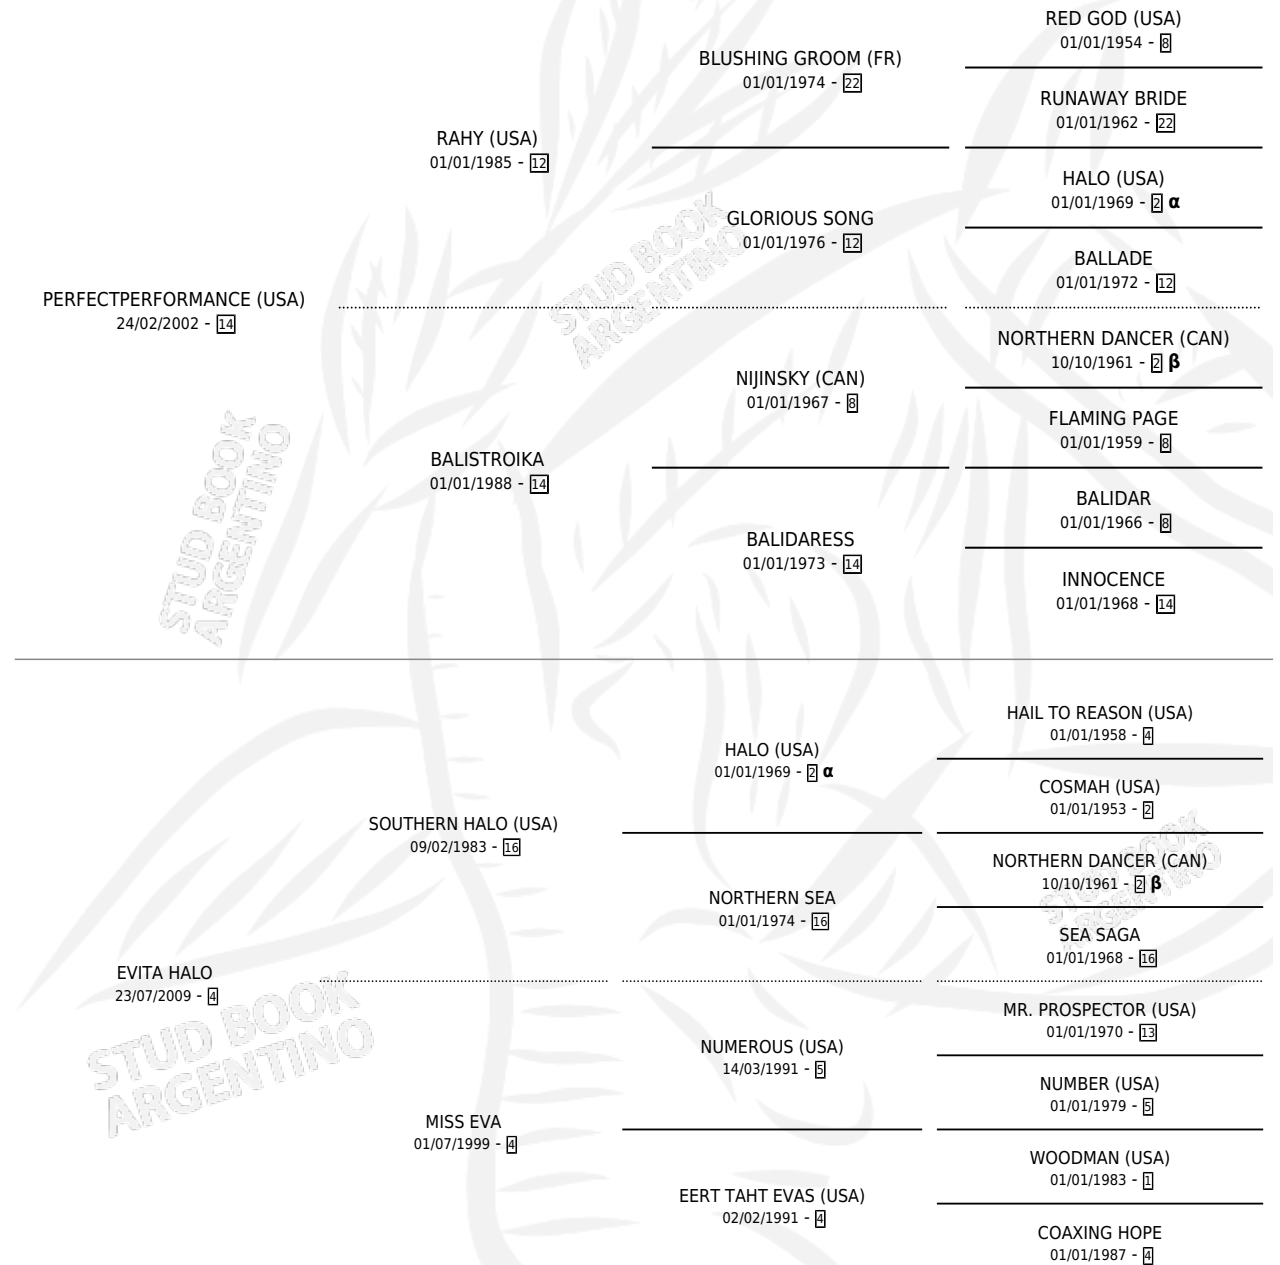 RED GOD (USA)
01/01/1954 - 8
BLUSHING GROOM (FR)
01/01/1974 - 22
RUNAWAY BRIDE
01/01/1962 - 22
RAHY (USA)
01/01/1985 - 12
HALO (USA)
01/01/1969 - 2 α
GLORIOUS SONG
01/01/1976 - 12
BALLADE
01/01/1972 - 12
PERFECTPERFORMANCE (USA)
24/02/2002 - 14
NORTHERN DANCER (CAN)
10/10/1961 - 2 β
NIJINSKY (CAN)
01/01/1967 - 8
FLAMING PAGE
01/01/1959 - 8
BALISTROIKA
01/01/1988 - 14
BALIDAR
01/01/1966 - 8
BALIDARESS
01/01/1973 - 14
INNOCENCE
01/01/1968 - 14
HAIL TO REASON (USA)
01/01/1958 - 4
HALO (USA)
01/01/1969 - 2 α
COSMAH (USA)
01/01/1953 - 2
SOUTHERN HALO (USA)
09/02/1983 - 16
NORTHERN DANCER (CAN)
10/10/1961 - 2 β
NORTHERN SEA
01/01/1974 - 16
SEA SAGA
01/01/1968 - 16
EVITA HALO
23/07/2009 - 4
MR. PROSPECTOR (USA)
01/01/1970 - 13
NUMEROUS (USA)
14/03/1991 - 5
NUMBER (USA)
01/01/1979 - 5
MISS EVA
01/07/1999 - 4
WOODMAN (USA)
01/01/1983 - 1
EERT TAHT EVAS (USA)
02/02/1991 - 4
COAXING HOPE
01/01/1987 - 4
STUD BOOK
ARGENTINO
STUD BOOK
ARGENTINO
STUD BOOK
ARGENTINO
STUD BOOK
ARGENTINO